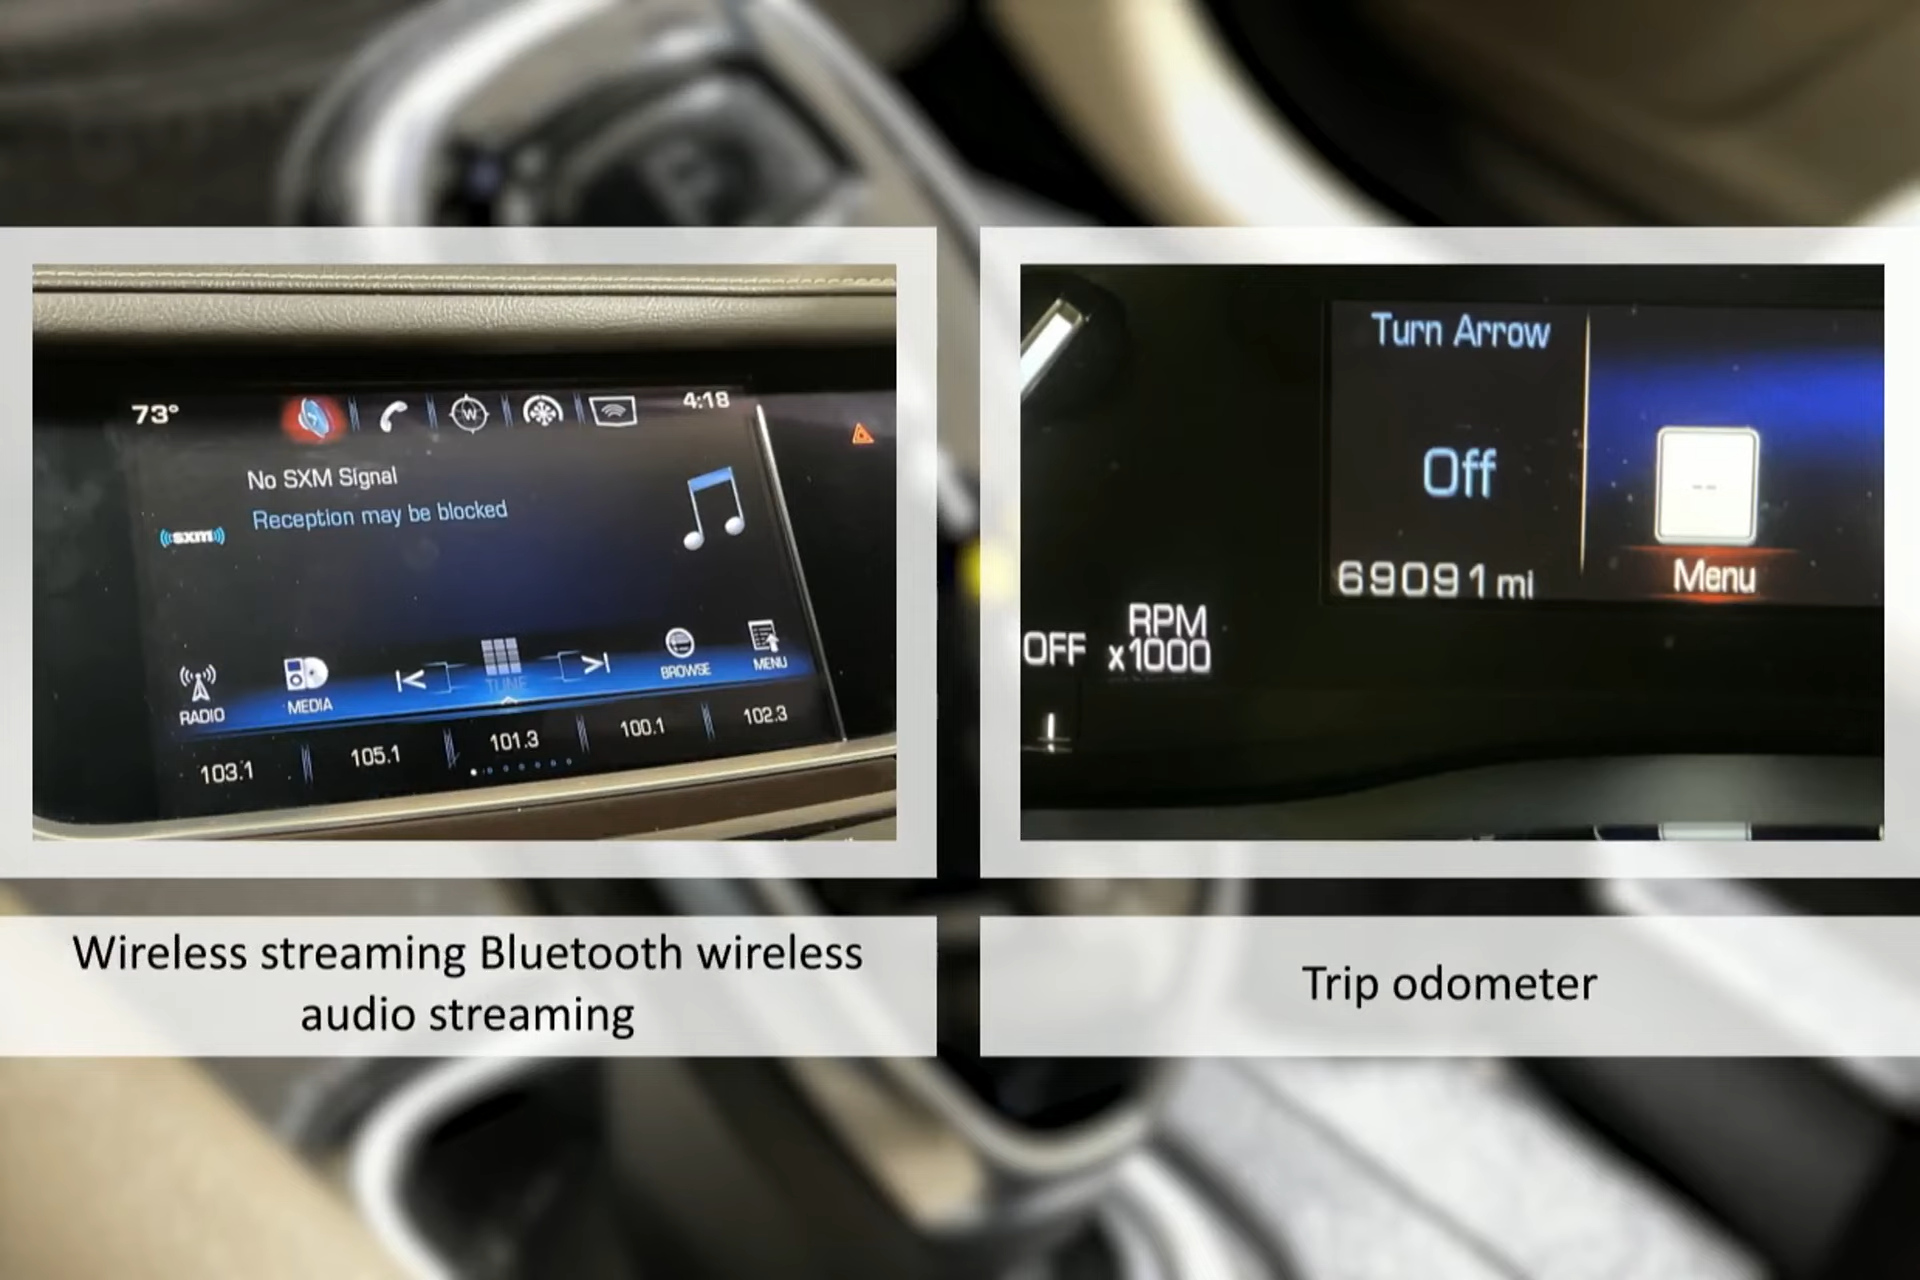 73°
4:18
No SXM Signal
Reception may be blocked
((sxm))
RADIO
MEDIA
TUNE
BROWSE
MENU
103.1
105.1
101.3
100.1
102.3
Turn Arrow
Off
69091 mi
--
Menu
OFF
RPM
x1000
Wireless streaming Bluetooth wireless
audio streaming
Trip odometer